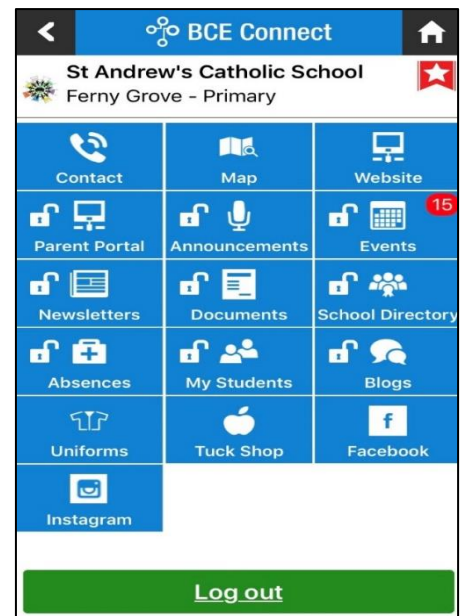 BCE Connect
St Andrew's Catholic School
Ferny Grove - Primary
Contact Map Website
15
Parent Portal Announcements Events
Newsletters Documents School Directory
Absences My Students Blogs
f
Uniforms Tuck Shop Facebook
Instagram
Log out